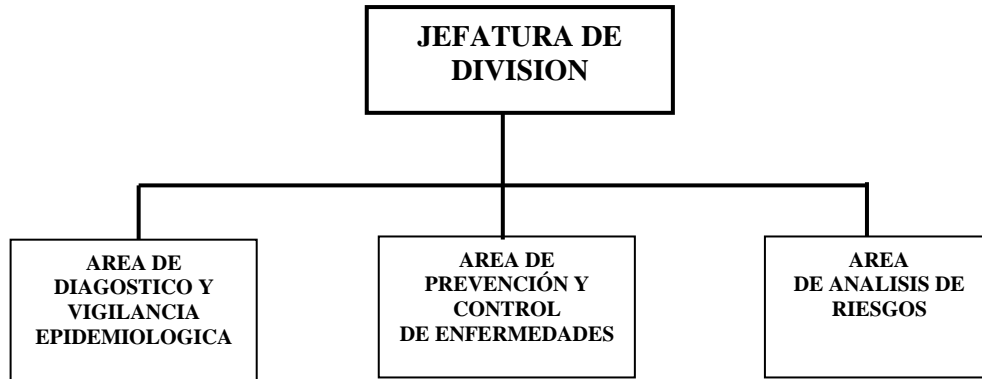 JEFATURA DE
DIVISION
AREA DE
DIAGOSTICO Y
VIGILANCIA
EPIDEMIOLOGICA
AREA DE
PREVENCIÓN Y
CONTROL
DE ENFERMEDADES
AREA
DE ANALISIS DE
RIESGOS